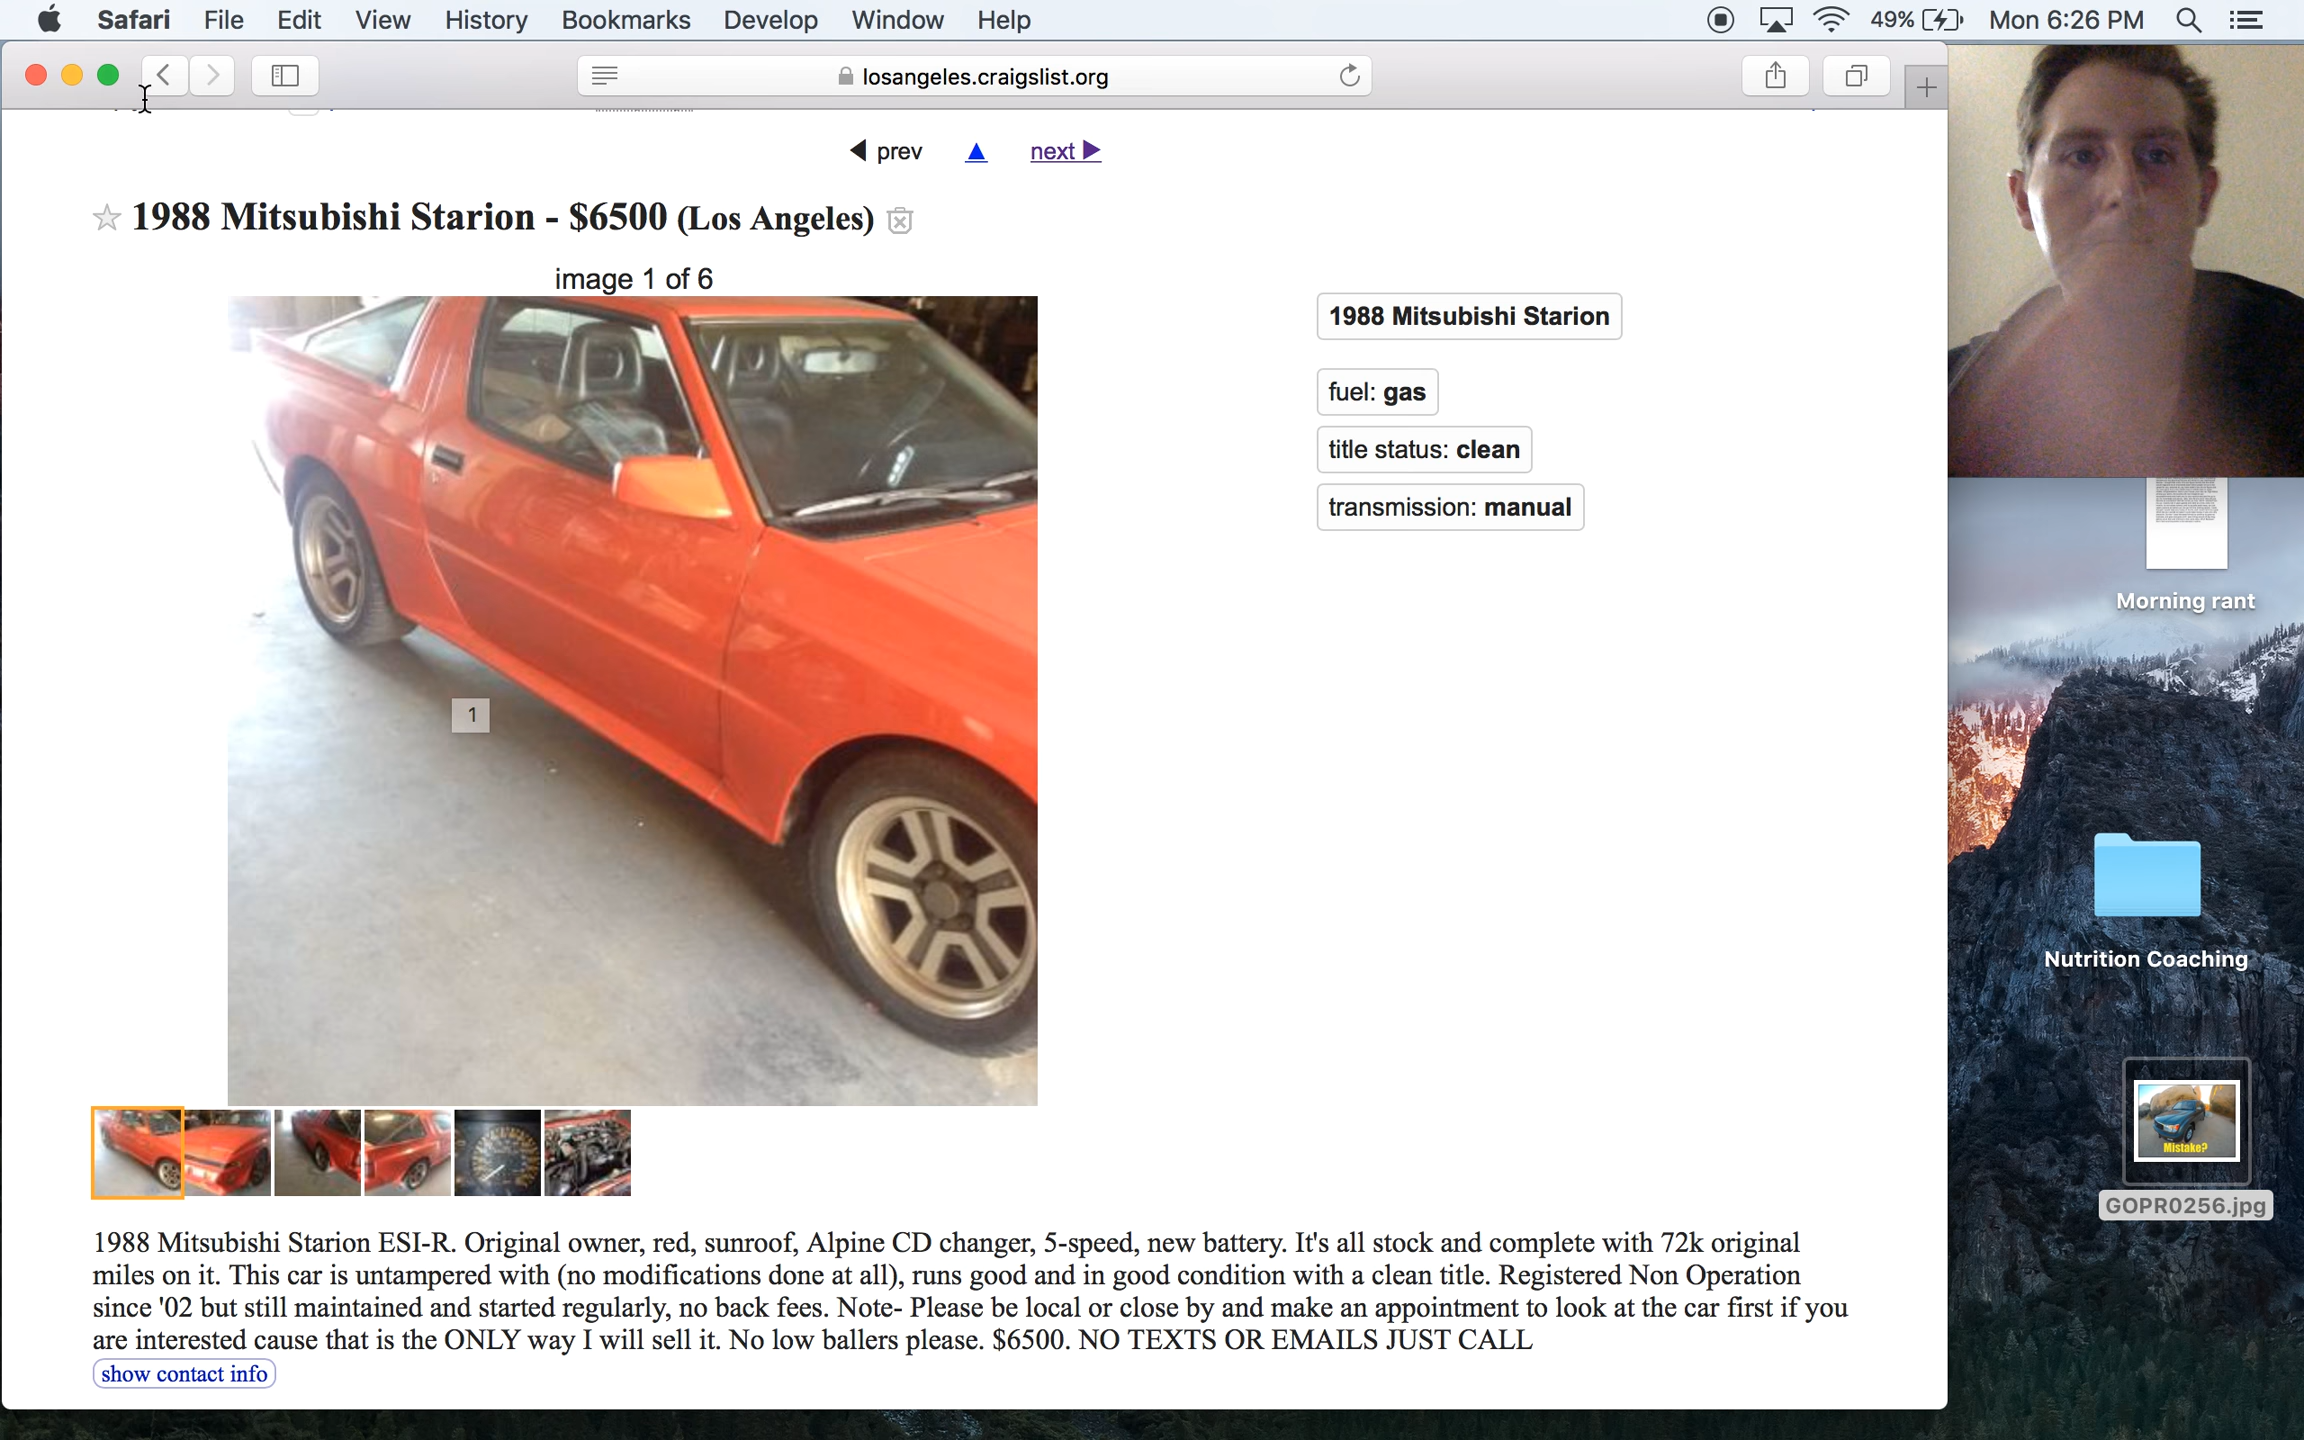 Safari File Edit View History Bookmarks Develop Window Help 49% Mon 6:26 PM
losangeles.craigslist.org
prev ▲ next
1988 Mitsubishi Starion - $6500 (Los Angeles)
image 1 of 6
1988 Mitsubishi Starion
fuel: gas
title status: clean
transmission: manual
1
1988 Mitsubishi Starion ESI-R. Original owner, red, sunroof, Alpine CD changer, 5-speed, new battery. It's all stock and complete with 72k original
miles on it. This car is untampered with (no modifications done at all), runs good and in good condition with a clean title. Registered Non Operation
since '02 but still maintained and started regularly, no back fees. Note- Please be local or close by and make an appointment to look at the car first if you
are interested cause that is the ONLY way I will sell it. No low ballers please. $6500. NO TEXTS OR EMAILS JUST CALL
show contact info
Morning rant
Nutrition Coaching
Mistake?
GOPR0256.jpg